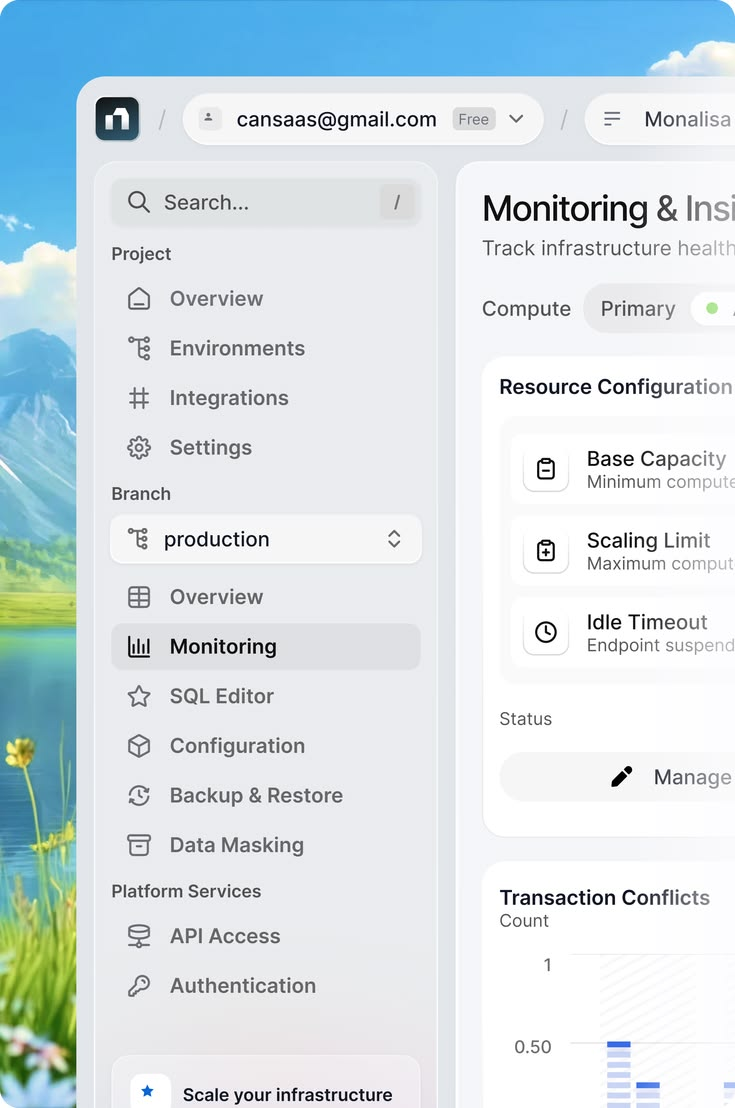 / cansaas@gmail.com Free / Monalisa
Search... /
Project
Overview
Environments
Integrations
Settings
Branch
production
Overview
Monitoring
SQL Editor
Configuration
Backup & Restore
Data Masking
Platform Services
API Access
Authentication
Scale your infrastructure
Monitoring & Insi
Track infrastructure health
Compute Primary
Resource Configuration
Base Capacity
Minimum compute
Scaling Limit
Maximum comput
Idle Timeout
Endpoint suspend
Status
Manage
Transaction Conflicts
Count
1
0.50